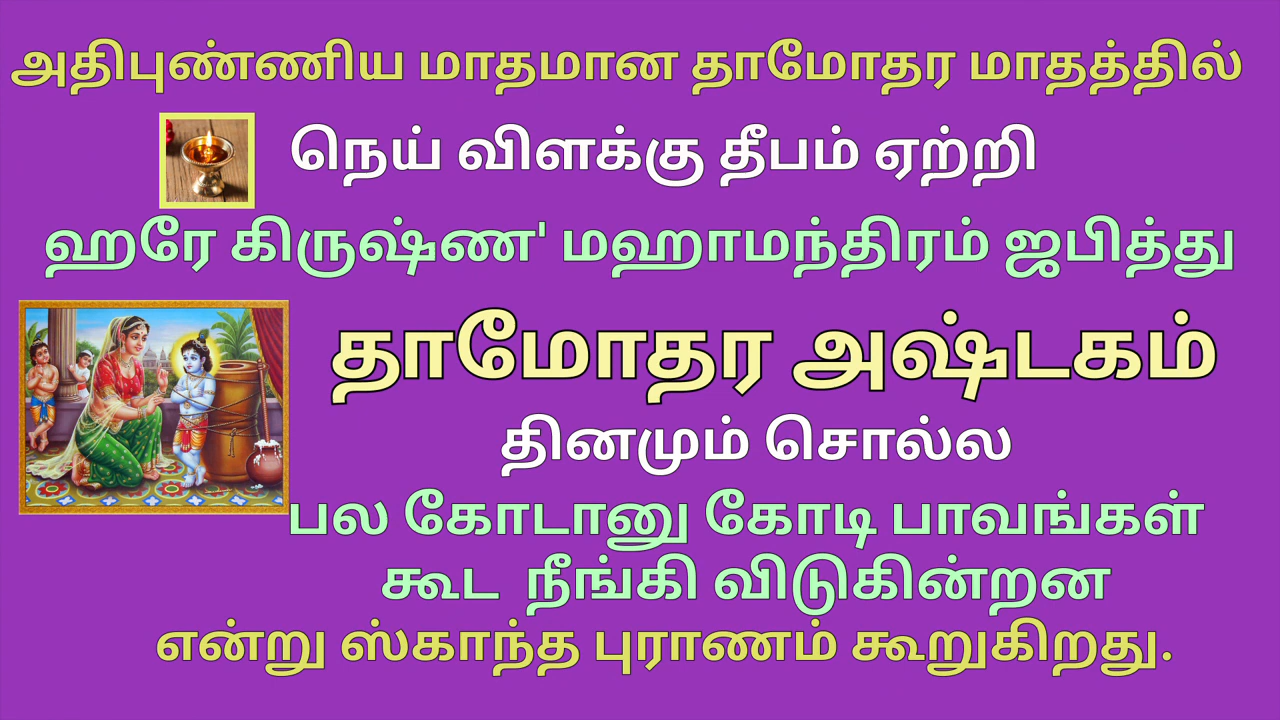 அதிபுண்ணிய மாதமான தாமோதர மாதத்தில்
நெய் விளக்கு தீபம் ஏற்றி
ஹரே கிருஷ்ண' மஹாமந்திரம் ஜபித்து
தாமோதர அஷ்டகம்
தினமும் சொல்ல
பல கோடானு கோடி பாவங்கள்
கூட நீங்கி விடுகின்றன
என்று ஸ்காந்த புராணம் கூறுகிறது.